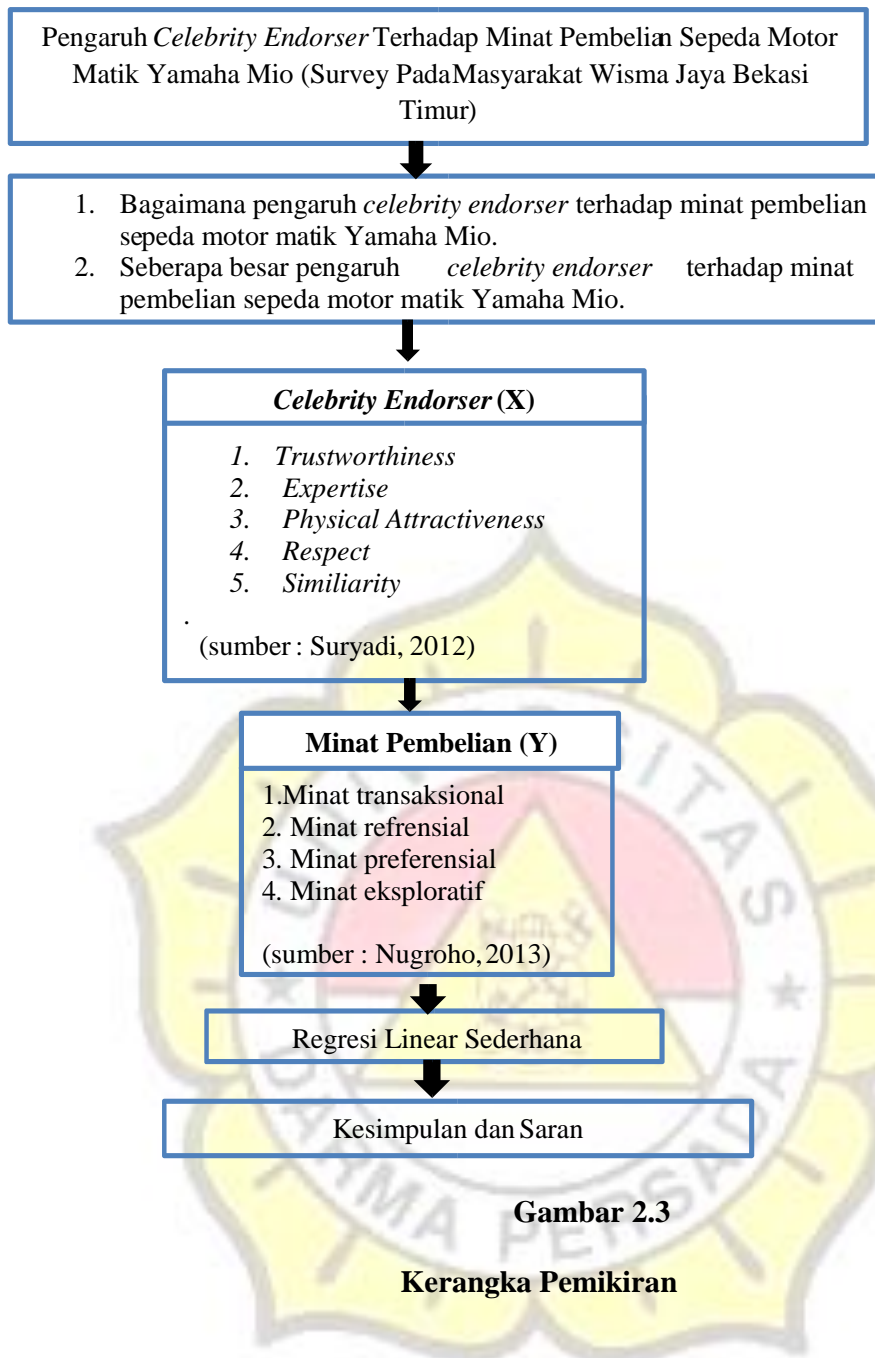 Pengaruh Celebrity Endorser Terhadap Minat Pembelian Sepeda Motor
Matik Yamaha Mio (Survey PadaMasyarakat Wisma Jaya Bekasi
Timur)
1. Bagaimana pengaruh celebrity endorser terhadap minat pembelian
sepeda motor matik Yamaha Mio.
2. Seberapa besar pengaruh celebrity endorser terhadap minat
pembelian sepeda motor matik Yamaha Mio.
Celebrity Endorser (X)
1. Trustworthiness
2. Expertise
3. Physical Attractiveness
4. Respect
5. Similiarity
.
(sumber : Suryadi, 2012)
Minat Pembelian (Y)
1.Minat transaksional
2. Minat refrensial
3. Minat preferensial
4. Minat eksploratif
(sumber : Nugroho, 2013)
Regresi Linear Sederhana
Kesimpulan dan Saran
Gambar 2.3
Kerangka Pemikiran
UNIVERSITAS
DARMA PERSADA